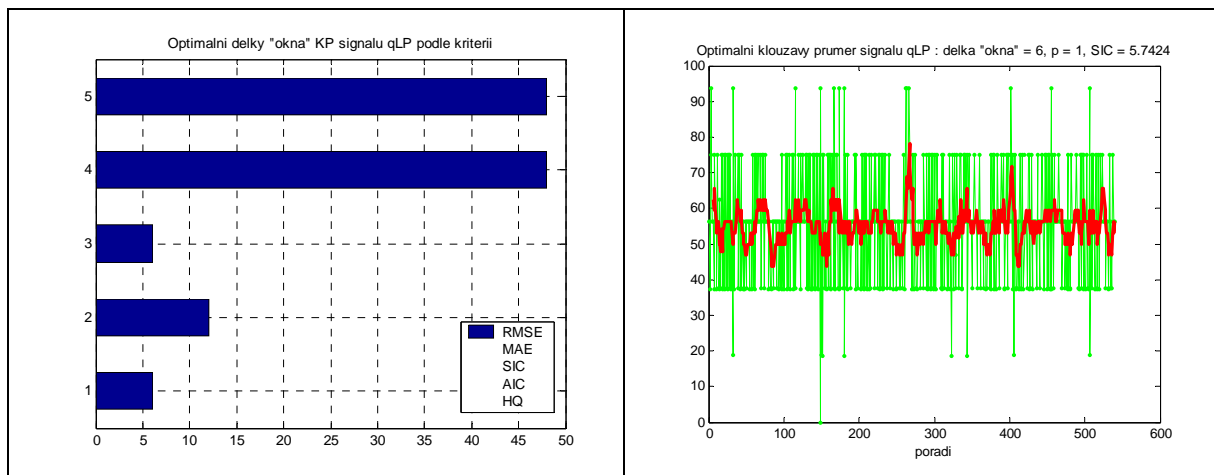 Optimalni delky "okna" KP signalu qLP podle kriterii
5
4
3
2
1
RMSE
MAE
SIC
AIC
HQ
0 5 10 15 20 25 30 35 40 45 50
Optimalni klouzavy prumer signalu qLP : delka "okna" = 6, p = 1, SIC = 5.7424
100
90
80
70
60
50
40
30
20
10
0
0 100 200 300 400 500 600
poradi